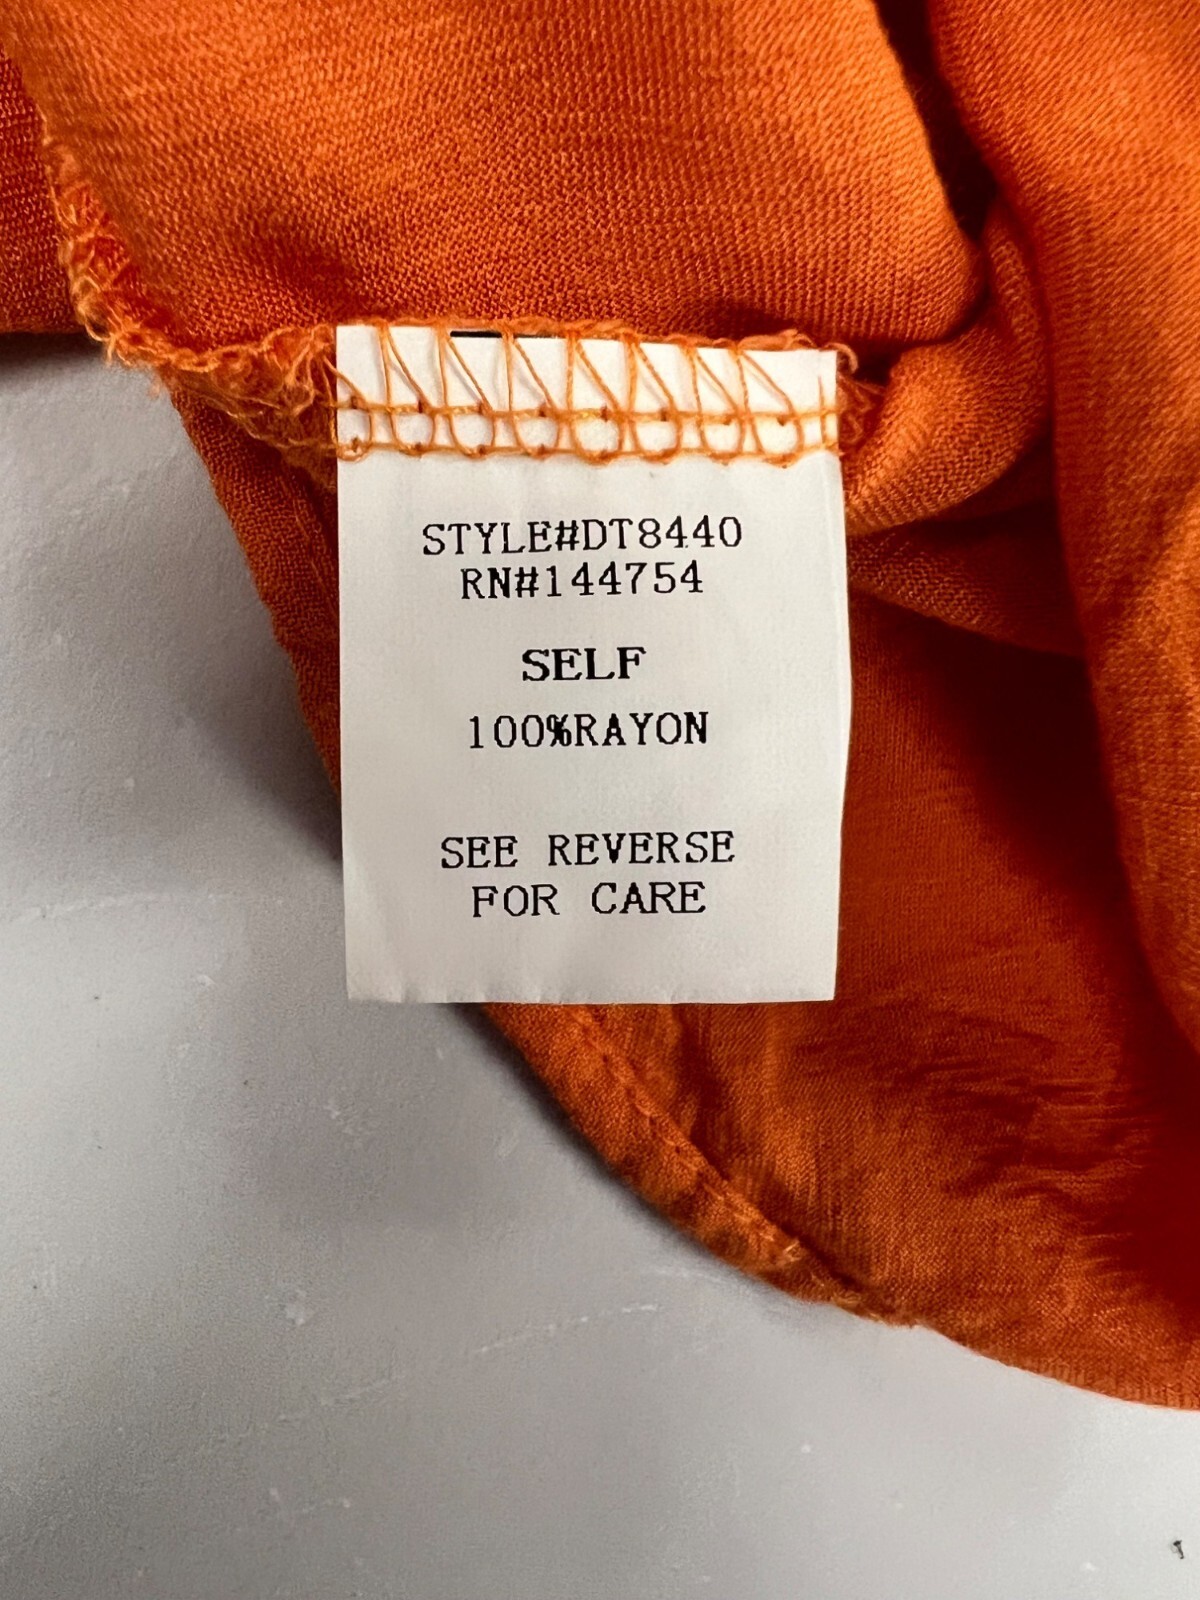 STYLE#DT8440
RN#144754
SELF
100%RAYON
SEE REVERSE
FOR CARE